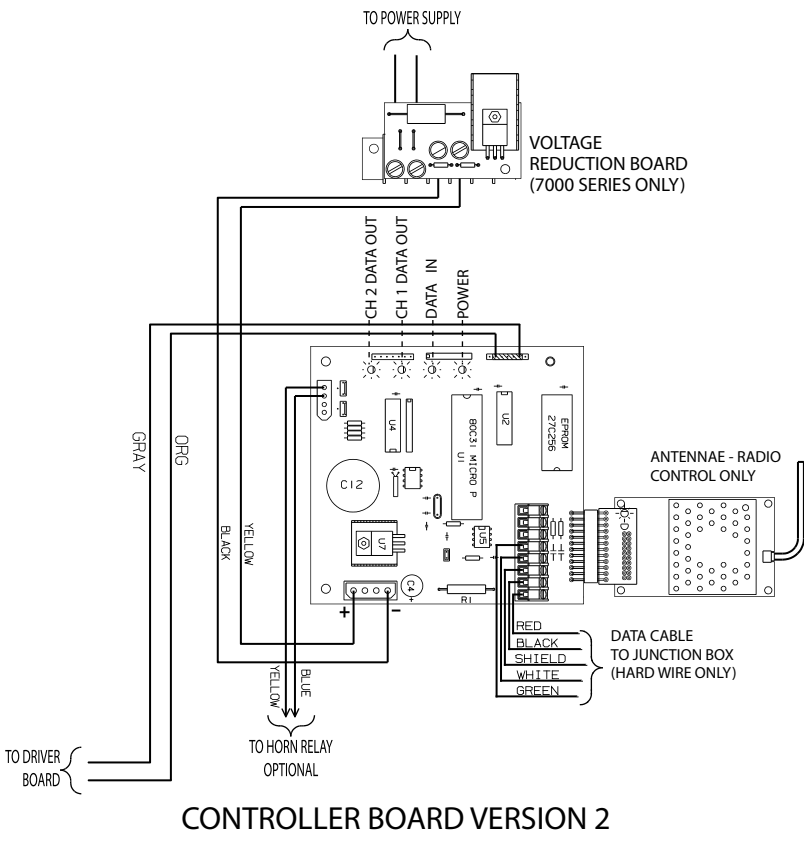 TO POWER SUPPLY
VOLTAGE
REDUCTION BOARD
(7000 SERIES ONLY)
CH 2 DATA OUT
CH 1 DATA OUT
DATA IN
POWER
GRAY
ORG
BLACK
YELLOW
U4
80C31 MICRO P
U1
U2
EPROM
27C256
C12
U7
U5
C4
+
R1
+
−
D
ANTENNAE - RADIO
CONTROL ONLY
RED
BLACK
SHIELD
WHITE
GREEN
DATA CABLE
TO JUNCTION BOX
(HARD WIRE ONLY)
YELLOW
BLUE
TO HORN RELAY
OPTIONAL
TO DRIVER
BOARD
CONTROLLER BOARD VERSION 2